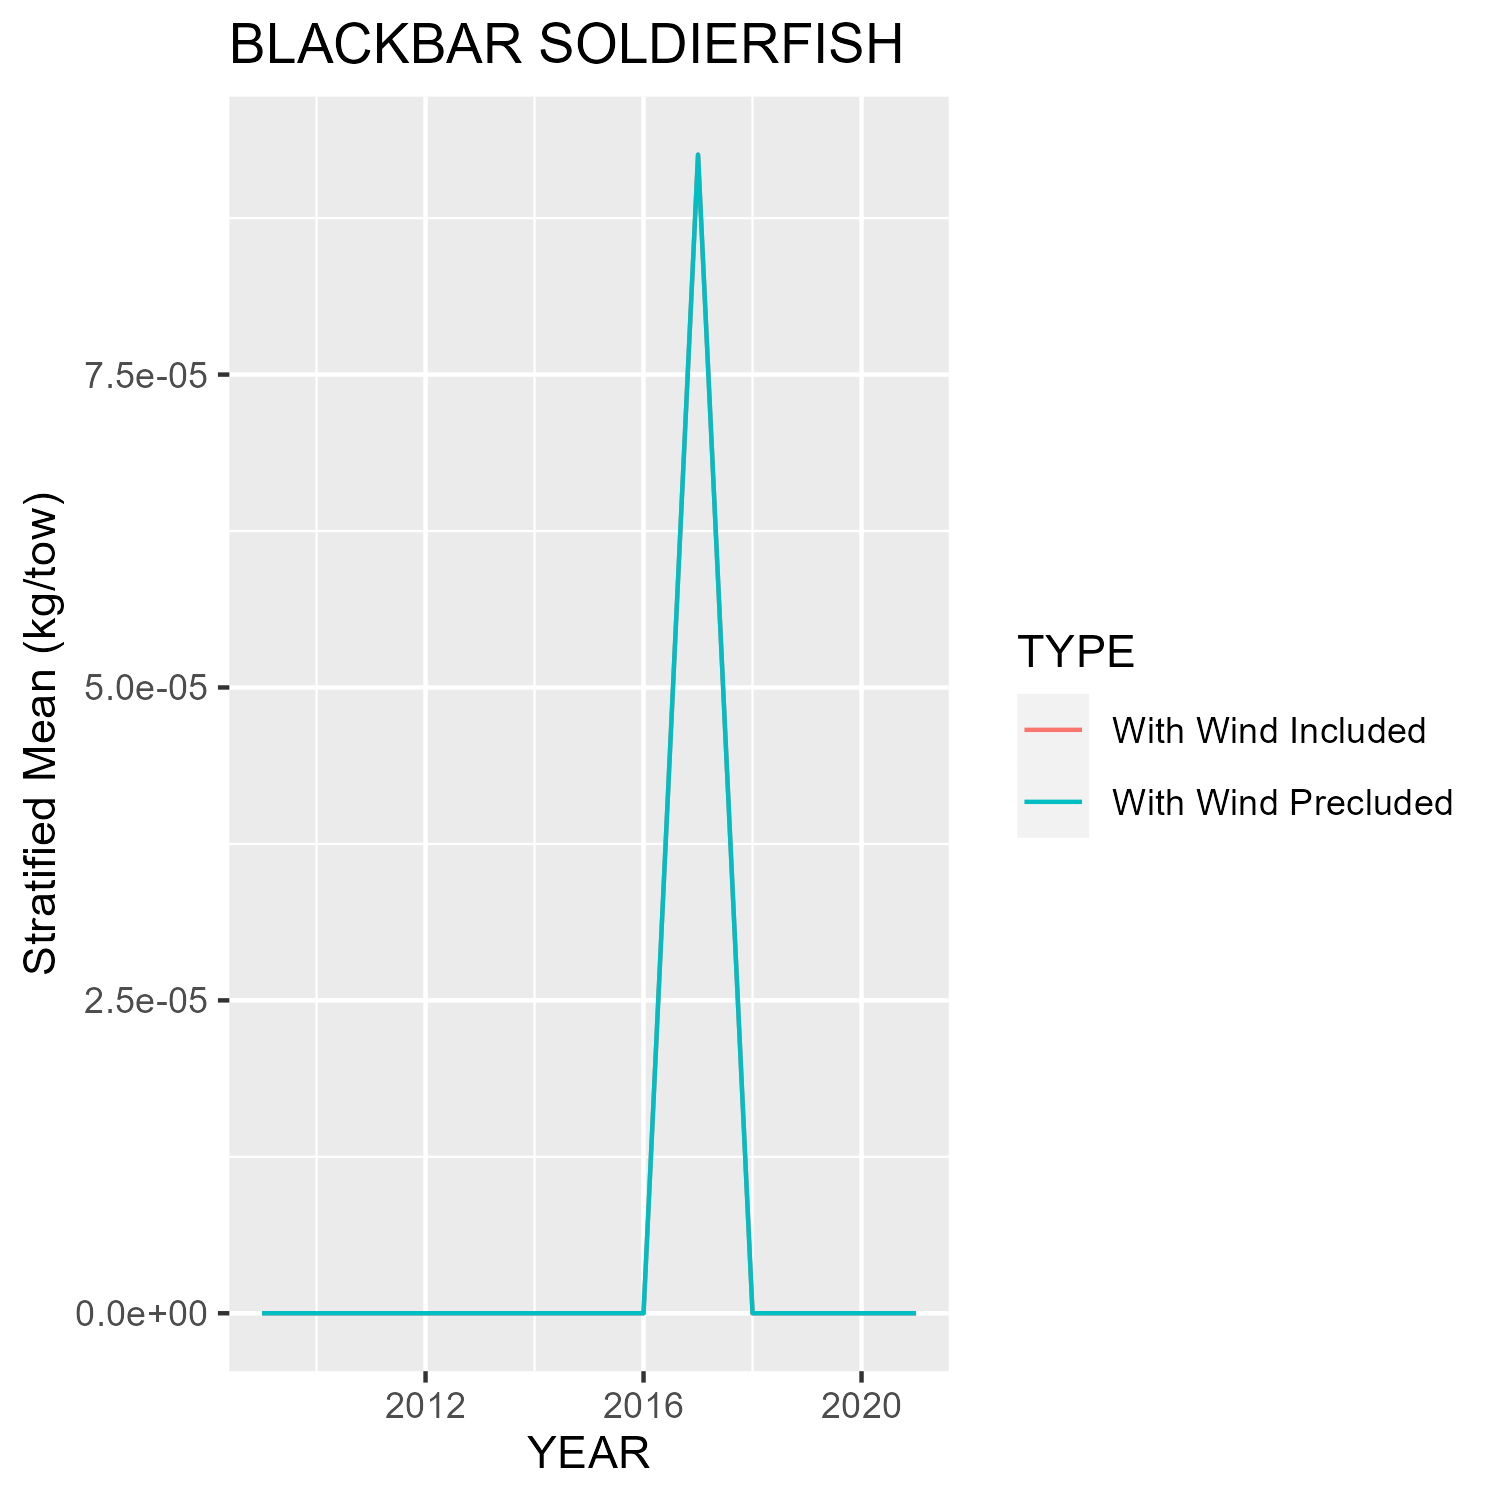 BLACKBAR SOLDIERFISH
Stratified Mean (kg/tow)
7.5e-05
5.0e-05
2.5e-05
0.0e+00
2012 2016 2020
YEAR
TYPE
With Wind Included
With Wind Precluded